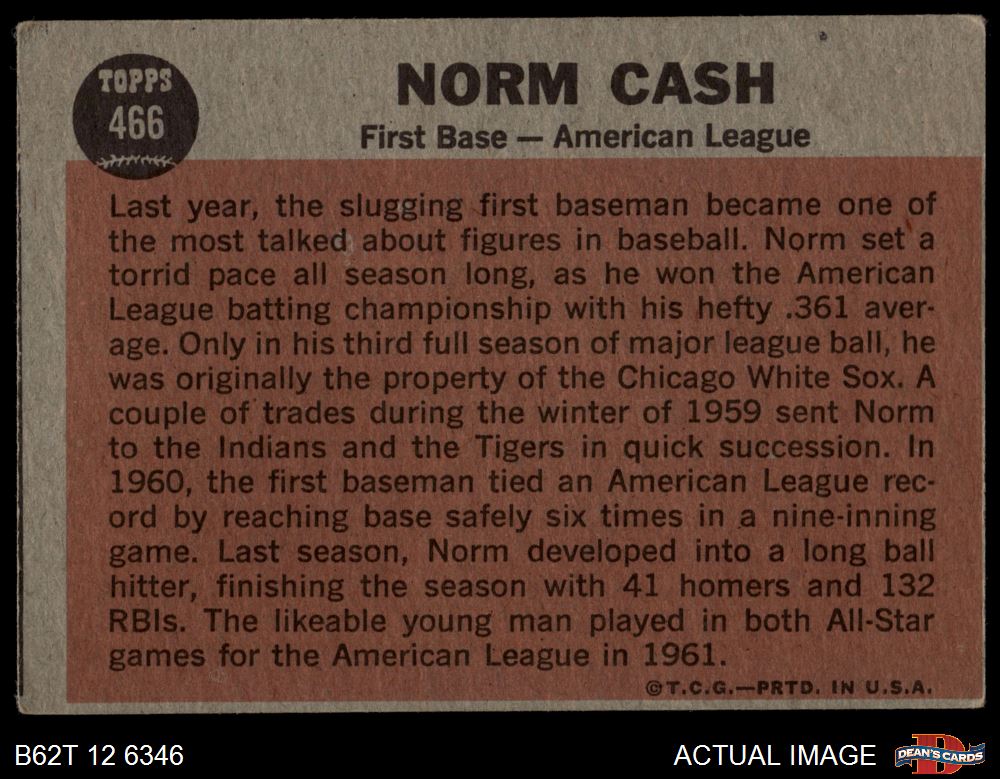 TOPPS
466
NORM CASH
First Base — American League
Last year, the slugging first baseman became one of
the most talked about figures in baseball. Norm set a
torrid pace all season long, as he won the American
League batting championship with his hefty .361 aver-
age. Only in his third full season of major league ball, he
was originally the property of the Chicago White Sox. A
couple of trades during the winter of 1959 sent Norm
to the Indians and the Tigers in quick succession. In
1960, the first baseman tied an American League rec-
ord by reaching base safely six times in a nine-inning
game. Last season, Norm developed into a long ball
hitter, finishing the season with 41 homers and 132
RBIs. The likeable young man played in both All-Star
games for the American League in 1961.
©T.C.G.—PRTD. IN U.S.A.
B62T 12 6346
ACTUAL IMAGE
D
DEAN'S CARDS